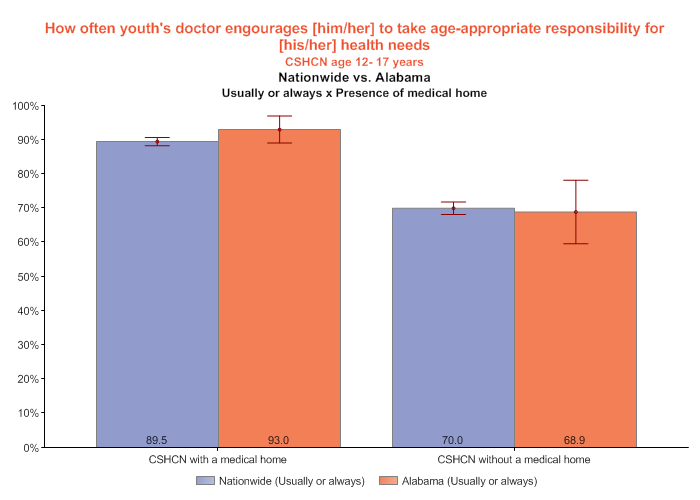 How often youth's doctor engourages [him/her] to take age-appropriate responsibility for
[his/her] health needs
CSHCN age 12- 17 years
Nationwide vs. Alabama
Usually or always x Presence of medical home
100%
90%
80%
70%
60%
50%
40%
30%
20%
10%
0%
89.5 93.0 70.0 68.9
CSHCN with a medical home CSHCN without a medical home
Nationwide (Usually or always) Alabama (Usually or always)